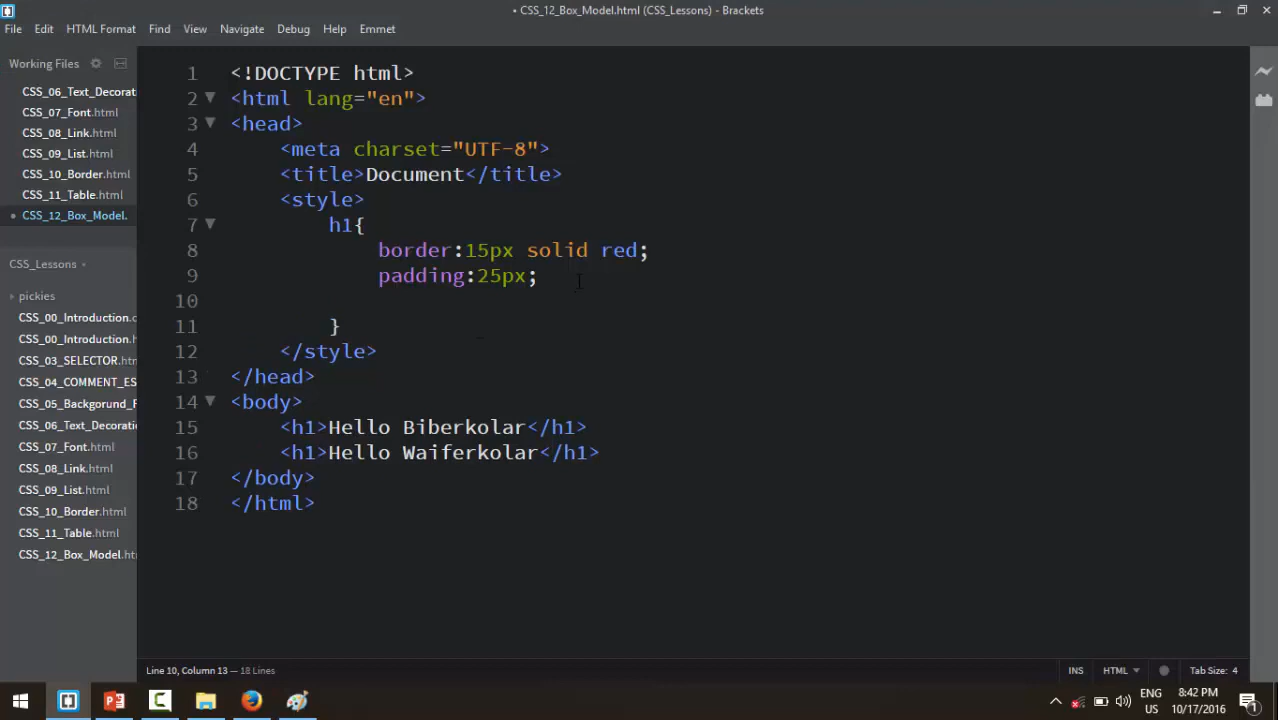 • CSS_12_Box_Model.html (CSS_Lessons) - Brackets
File Edit HTML Format Find View Navigate Debug Help Emmet
Working Files
CSS_06_Text_Decorat
CSS_07_Font.html
CSS_08_Link.html
CSS_09_List.html
CSS_10_Border.html
CSS_11_Table.html
• CSS_12_Box_Model.
CSS_Lessons
pickies
CSS_00_Introduction.
CSS_00_Introduction.h
CSS_03_SELECTOR.ht
CSS_04_COMMENT_ES
CSS_05_Backgorund_F
CSS_06_Text_Decoratio
CSS_07_Font.html
CSS_08_Link.html
CSS_09_List.html
CSS_10_Border.html
CSS_11_Table.html
CSS_12_Box_Model.ht
1 <!DOCTYPE html>
2 <html lang="en">
3 <head>
4 <meta charset="UTF-8">
5 <title>Document</title>
6 <style>
7 h1{
8 border:15px solid red;
9 padding:25px;
10
11 }
12 </style>
13 </head>
14 <body>
15 <h1>Hello Biberkolar</h1>
16 <h1>Hello Waiferkolar</h1>
17 </body>
18 </html>
Line 10, Column 13 — 18 Lines
INS HTML Tab Size: 4
ENG 8:42 PM
US 10/17/2016
1